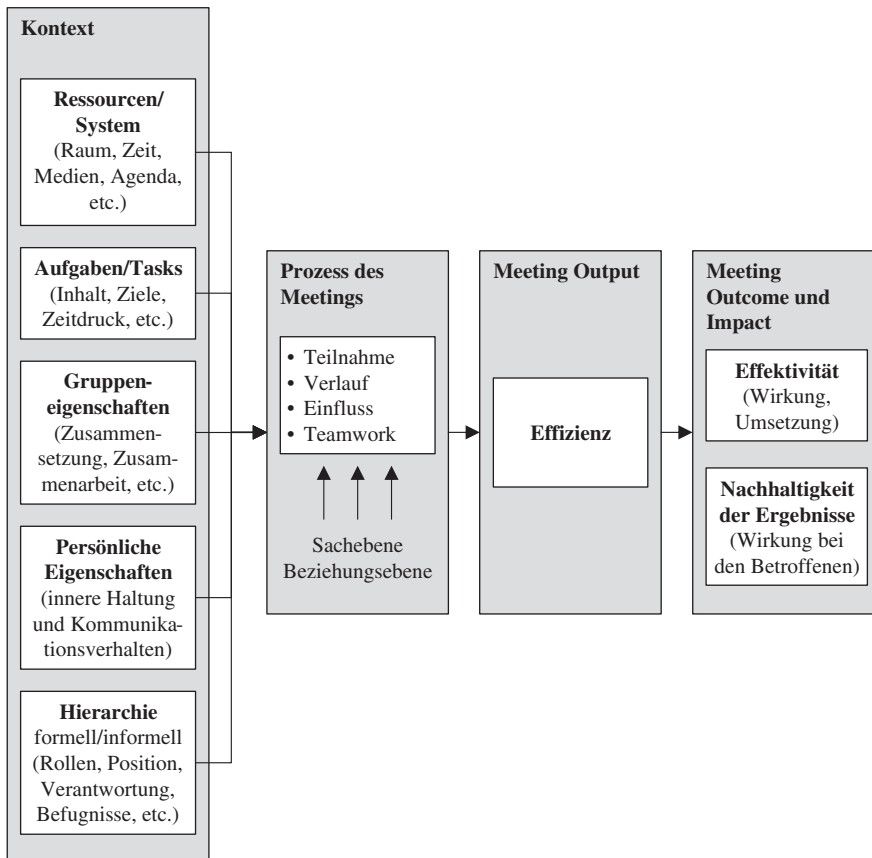 Kontext
Ressourcen/
System
(Raum, Zeit,
Medien, Agenda,
etc.)
Aufgaben/Tasks
(Inhalt, Ziele,
Zeitdruck, etc.)
Gruppen-
eigenschaften
(Zusammen-
setzung, Zusam-
menarbeit, etc.)
Persönliche
Eigenschaften
(innere Haltung
und Kommunika-
tionsverhalten)
Hierarchie
formell/informell
(Rollen, Position,
Verantwortung,
Befugnisse, etc.)
Prozess des
Meetings
• Teilnahme
• Verlauf
• Einfluss
• Teamwork
Sachebene
Beziehungsebene
Meeting Output
Effizienz
Meeting
Outcome und
Impact
Effektivität
(Wirkung,
Umsetzung)
Nachhaltigkeit
der Ergebnisse
(Wirkung bei
den Betroffenen)